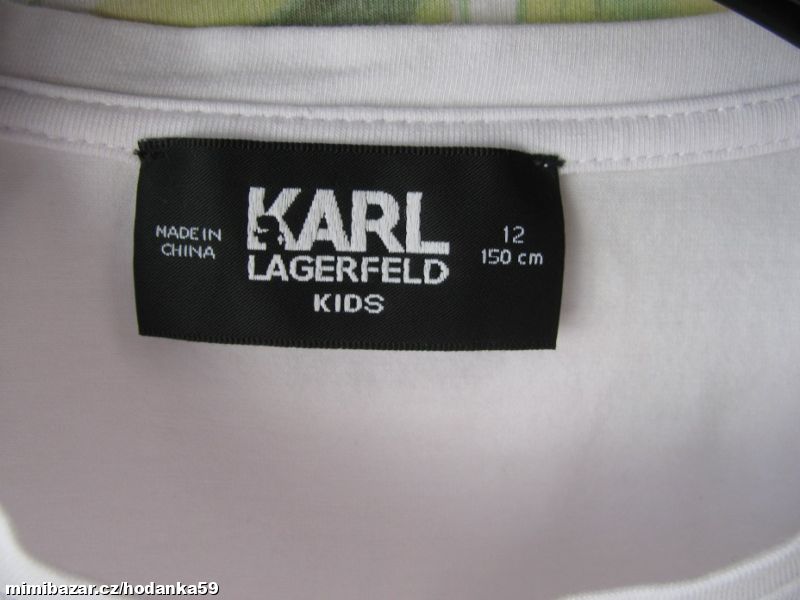 MADE IN
CHINA
KARL
LAGERFELD
KIDS
12
150 cm
mimibazar.cz/hodanka59